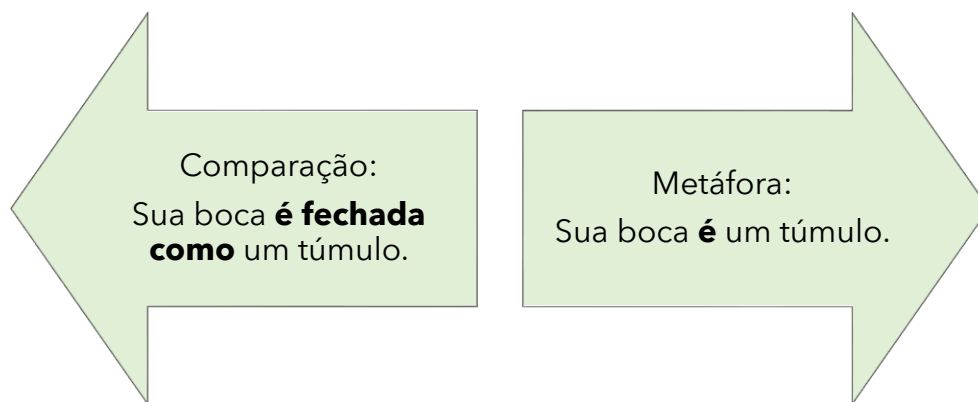 Comparação:
Sua boca é fechada
como um túmulo.
Metáfora:
Sua boca é um túmulo.